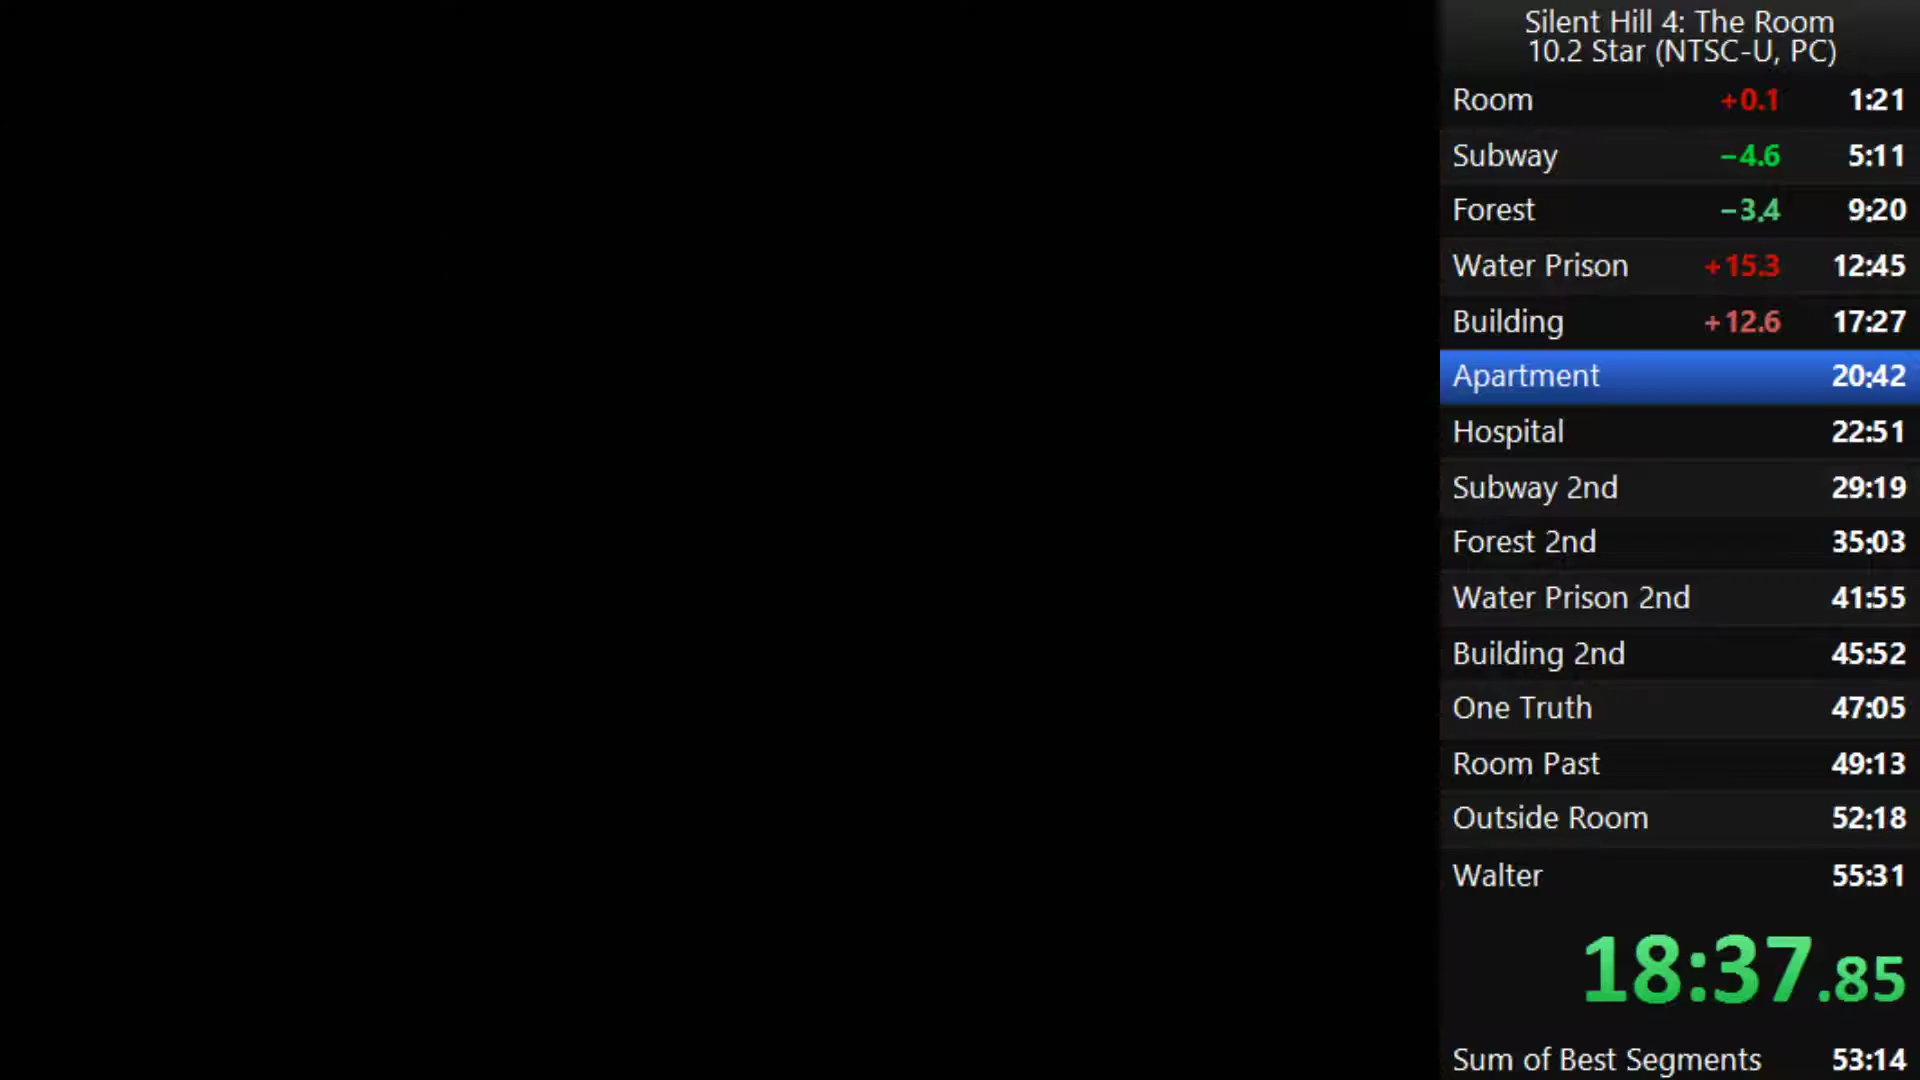 Silent Hill 4: The Room
10.2 Star (NTSC-U, PC)
Room +0.1 1:21
Subway −4.6 5:11
Forest −3.4 9:20
Water Prison +15.3 12:45
Building +12.6 17:27
Apartment 20:42
Hospital 22:51
Subway 2nd 29:19
Forest 2nd 35:03
Water Prison 2nd 41:55
Building 2nd 45:52
One Truth 47:05
Room Past 49:13
Outside Room 52:18
Walter 55:31
18:37.85
Sum of Best Segments 53:14